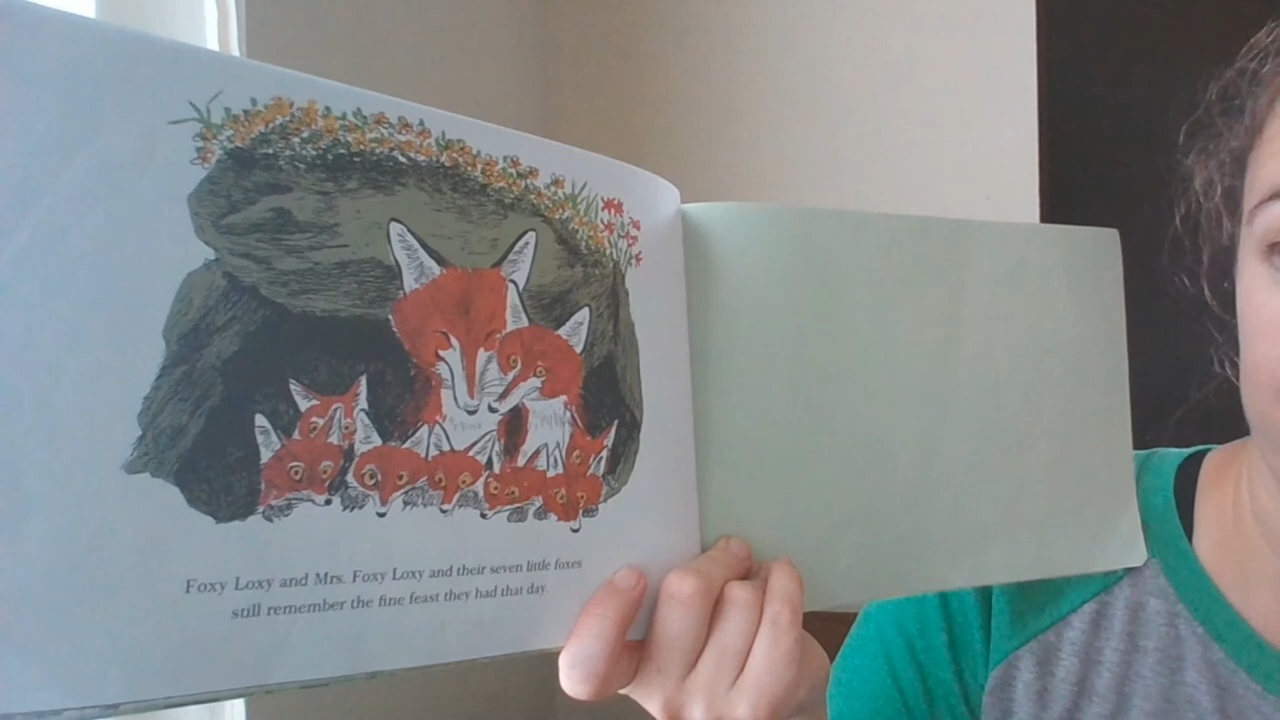 Foxy Loxy and Mrs. Foxy Loxy and their seven little foxes
still remember the fine feast they had that day.